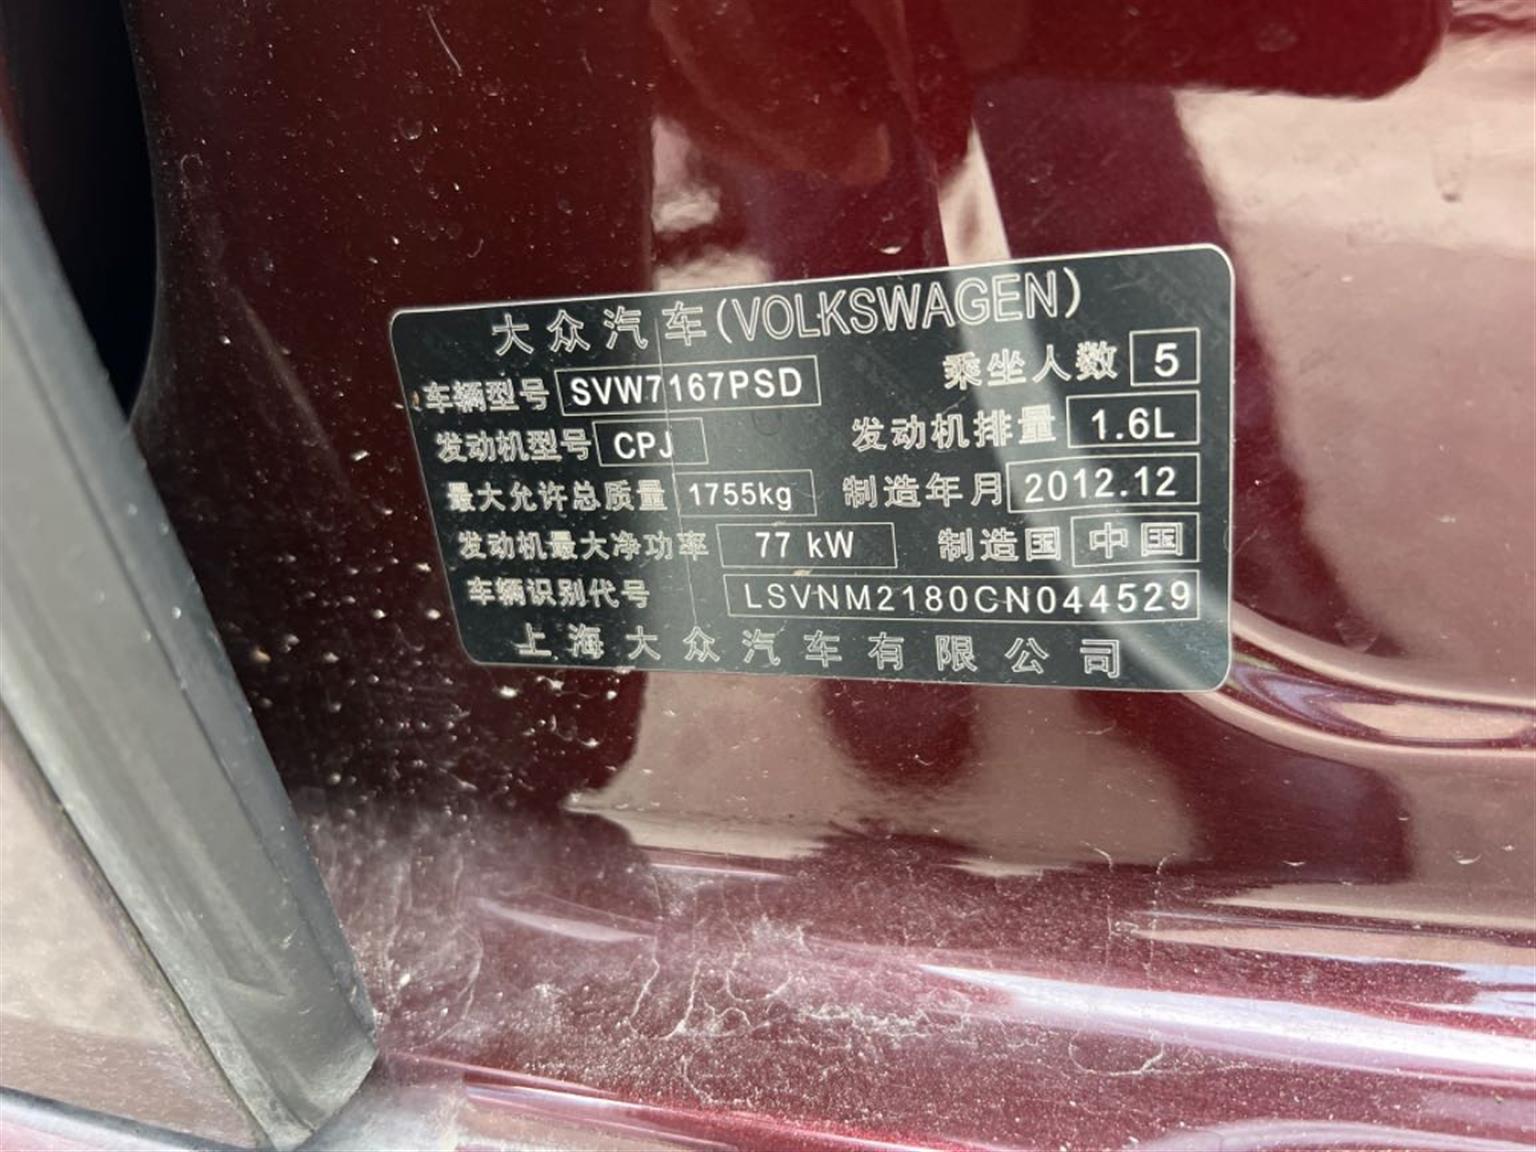 大众汽车(VOLKSWAGEN)
车辆型号 SVW7167PSD 乘坐人数 5
发动机型号 CPJ 发动机排量 1.6L
最大允许总质量 1755kg 制造年月 2012.12
发动机最大净功率 77 kW 制造国 中国
车辆识别代号 LSVNM2180CN044529
上海大众汽车有限公司